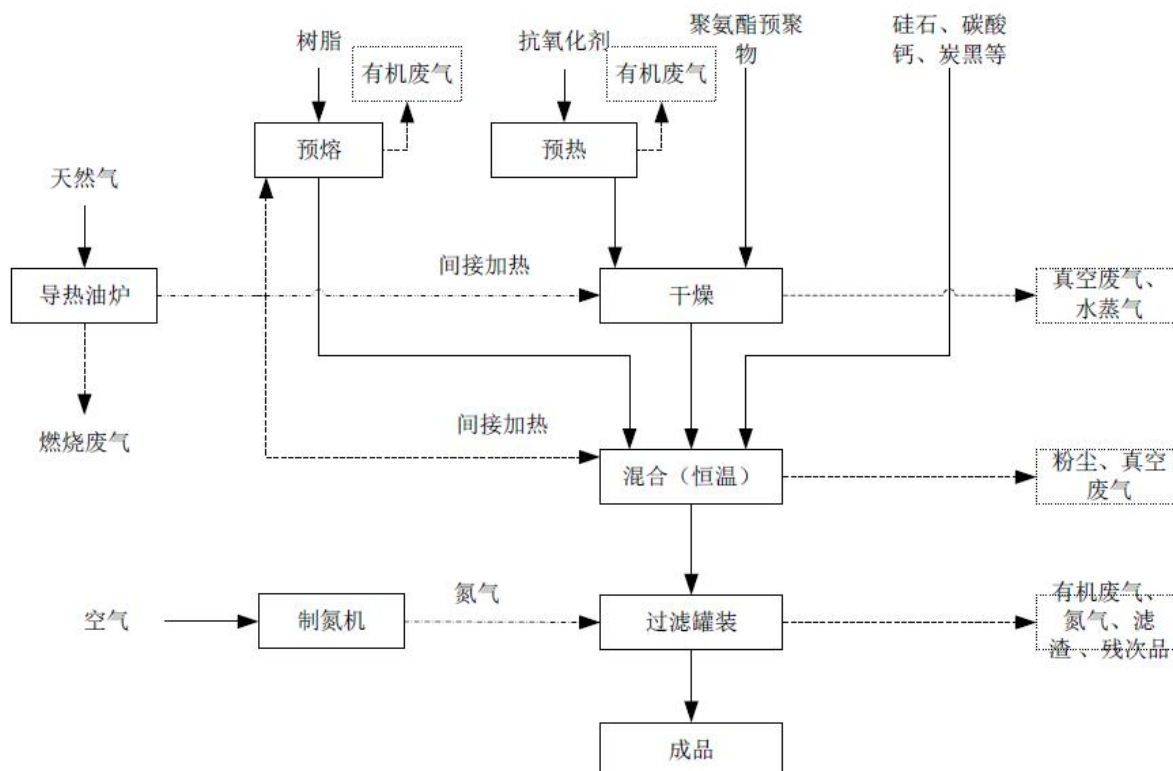 树脂
有机废气
抗氧化剂
有机废气
聚氨酯预聚
物
硅石、碳酸
钙、炭黑等
预熔
预热
天然气
导热油炉
间接加热
干燥
真空废气、
水蒸气
燃烧废气
间接加热
混合（恒温）
粉尘、真空
废气
空气
制氮机
氮气
过滤罐装
有机废气、
氮气、滤
渣、残次品
成品